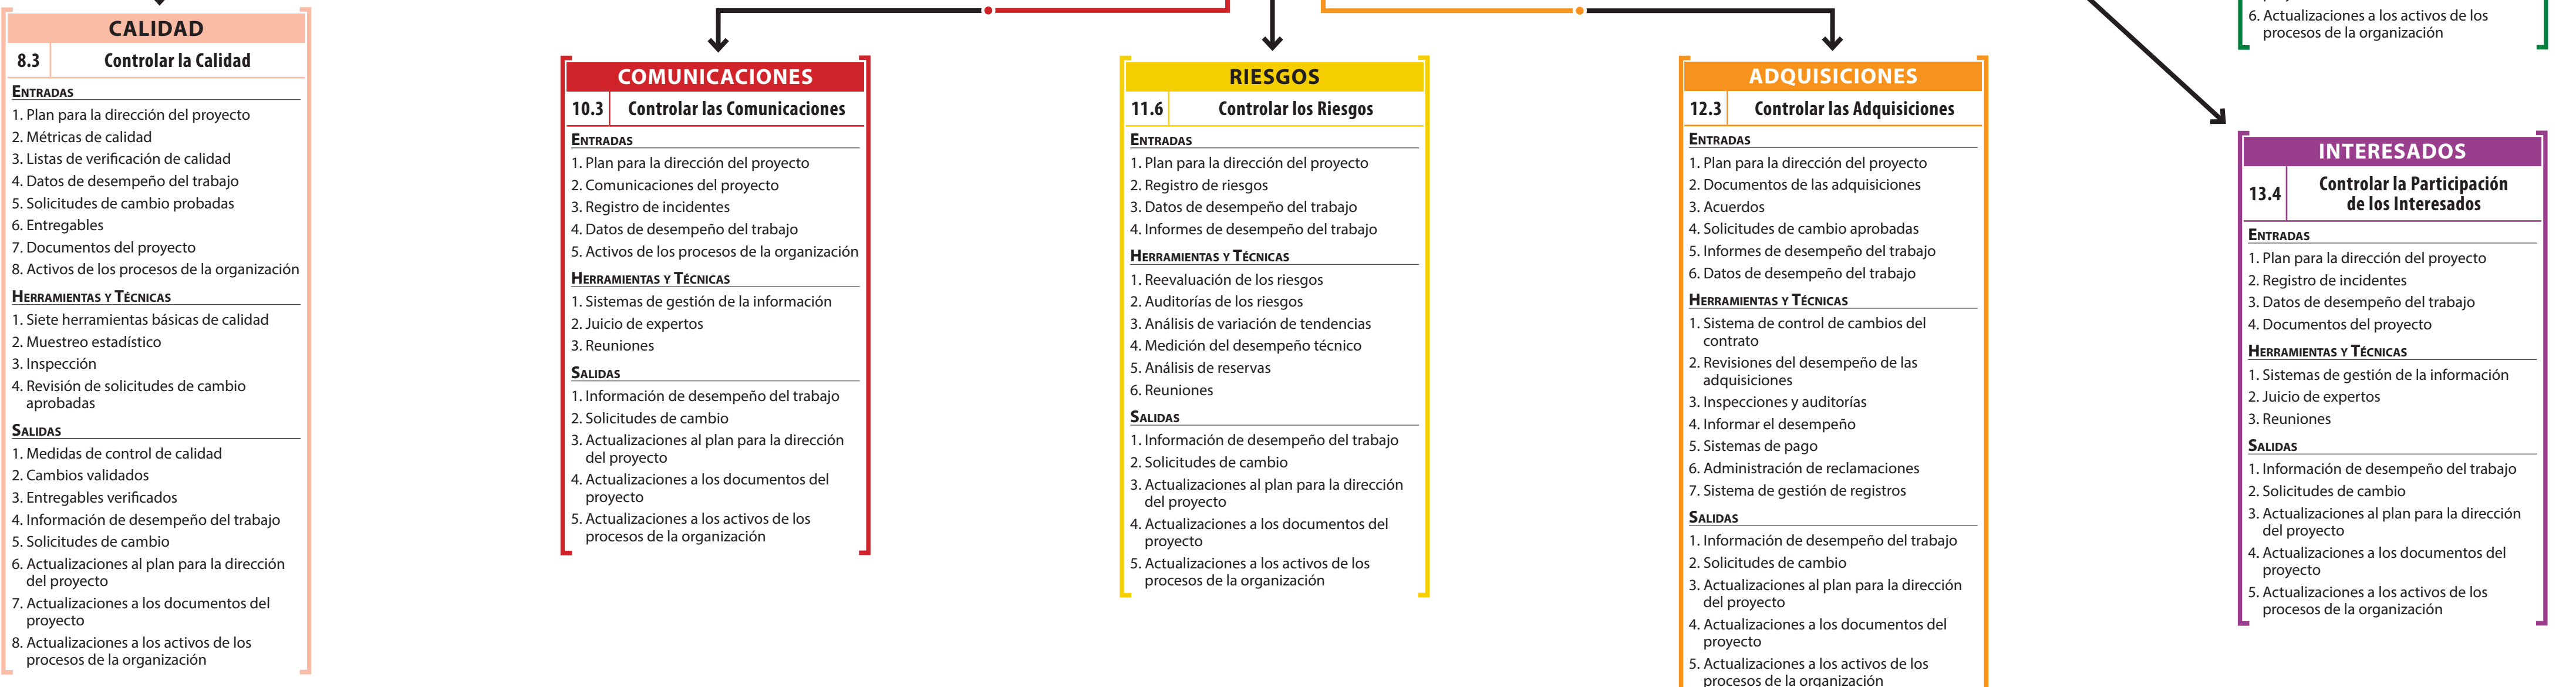 CALIDAD
8.3 Controlar la Calidad
ENTRADAS
1. Plan para la dirección del proyecto
2. Métricas de calidad
3. Listas de verificación de calidad
4. Datos de desempeño del trabajo
5. Solicitudes de cambio probadas
6. Entregables
7. Documentos del proyecto
8. Activos de los procesos de la organización
HERRAMIENTAS Y TÉCNICAS
1. Siete herramientas básicas de calidad
2. Muestreo estadístico
3. Inspección
4. Revisión de solicitudes de cambio
aprobadas
SALIDAS
1. Medidas de control de calidad
2. Cambios validados
3. Entregables verificados
4. Información de desempeño del trabajo
5. Solicitudes de cambio
6. Actualizaciones al plan para la dirección
del proyecto
7. Actualizaciones a los documentos del
proyecto
8. Actualizaciones a los activos de los
procesos de la organización
COMUNICACIONES
10.3 Controlar las Comunicaciones
ENTRADAS
1. Plan para la dirección del proyecto
2. Comunicaciones del proyecto
3. Registro de incidentes
4. Datos de desempeño del trabajo
5. Activos de los procesos de la organización
HERRAMIENTAS Y TÉCNICAS
1. Sistemas de gestión de la información
2. Juicio de expertos
3. Reuniones
SALIDAS
1. Información de desempeño del trabajo
2. Solicitudes de cambio
3. Actualizaciones al plan para la dirección
del proyecto
4. Actualizaciones a los documentos del
proyecto
5. Actualizaciones a los activos de los
procesos de la organización
RIESGOS
11.6 Controlar los Riesgos
ENTRADAS
1. Plan para la dirección del proyecto
2. Registro de riesgos
3. Datos de desempeño del trabajo
4. Informes de desempeño del trabajo
HERRAMIENTAS Y TÉCNICAS
1. Reevaluación de los riesgos
2. Auditorías de los riesgos
3. Análisis de variación de tendencias
4. Medición del desempeño técnico
5. Análisis de reservas
6. Reuniones
SALIDAS
1. Información de desempeño del trabajo
2. Solicitudes de cambio
3. Actualizaciones al plan para la dirección
del proyecto
4. Actualizaciones a los documentos del
proyecto
5. Actualizaciones a los activos de los
procesos de la organización
ADQUISICIONES
12.3 Controlar las Adquisiciones
ENTRADAS
1. Plan para la dirección del proyecto
2. Documentos de las adquisiciones
3. Acuerdos
4. Solicitudes de cambio aprobadas
5. Informes de desempeño del trabajo
6. Datos de desempeño del trabajo
HERRAMIENTAS Y TÉCNICAS
1. Sistema de control de cambios del
contrato
2. Revisiones del desempeño de las
adquisiciones
3. Inspecciones y auditorías
4. Informar el desempeño
5. Sistemas de pago
6. Administración de reclamaciones
7. Sistema de gestión de registros
SALIDAS
1. Información de desempeño del trabajo
2. Solicitudes de cambio
3. Actualizaciones al plan para la dirección
del proyecto
4. Actualizaciones a los documentos del
proyecto
5. Actualizaciones a los activos de los
procesos de la organización
6. Actualizaciones a los activos de los
procesos de la organización
INTERESADOS
13.4 Controlar la Participación
de los Interesados
ENTRADAS
1. Plan para la dirección del proyecto
2. Registro de incidentes
3. Datos de desempeño del trabajo
4. Documentos del proyecto
HERRAMIENTAS Y TÉCNICAS
1. Sistemas de gestión de la información
2. Juicio de expertos
3. Reuniones
SALIDAS
1. Información de desempeño del trabajo
2. Solicitudes de cambio
3. Actualizaciones al plan para la dirección
del proyecto
4. Actualizaciones a los documentos del
proyecto
5. Actualizaciones a los activos de los
procesos de la organización